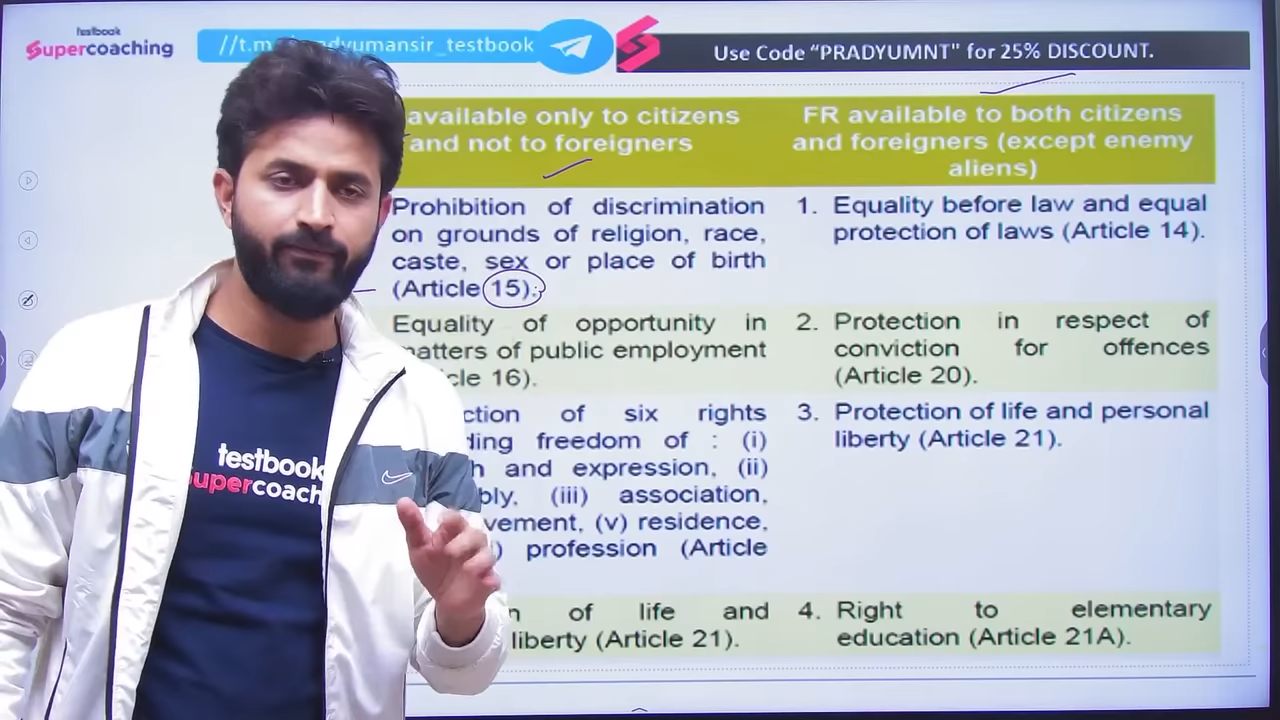 testbook
Supercoaching
//t.m dyumansir_testbook
Use Code “PRADYUMNT" for 25% DISCOUNT.
available only to citizens
and not to foreigners
FR available to both citizens
and foreigners (except enemy
aliens)
Prohibition of discrimination
on grounds of religion, race,
caste, sex or place of birth
(Article 15).
1. Equality before law and equal
protection of laws (Article 14).
Equality of opportunity in
matters of public employment
cle 16).
2. Protection in respect of
conviction for offences
(Article 20).
ction of six rights
ding freedom of : (i)
h and expression, (ii)
bly, (iii) association,
vement, (v) residence,
) profession (Article
3. Protection of life and personal
liberty (Article 21).
n of life and
liberty (Article 21).
4. Right to elementary
education (Article 21A).
testbook
supercoach